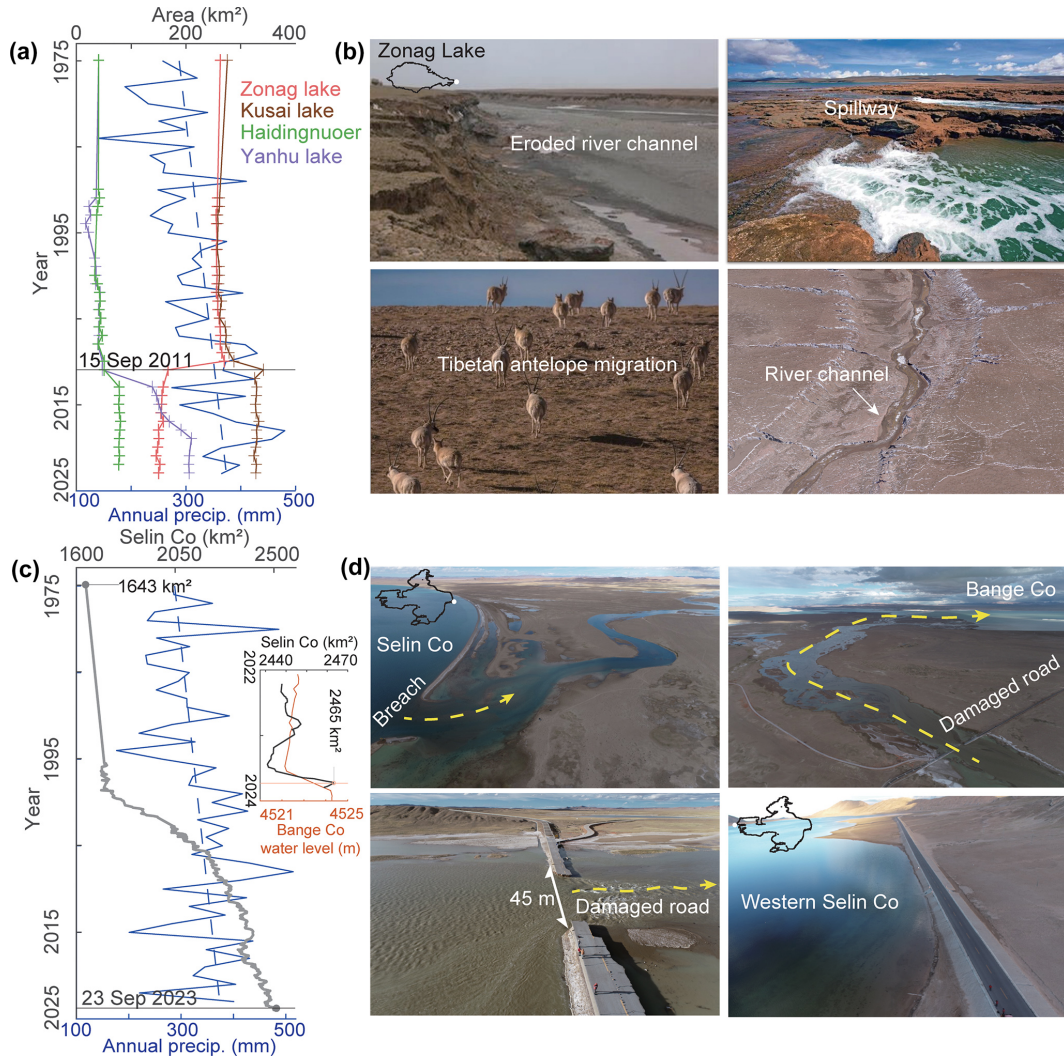 (a)
Area (km²)
0
200
400
1975
1995
2015
2025
Year
Zonag lake
Kusai lake
Haidingnuoer
Yanhu lake
15 Sep 2011
100
300
500
Annual precip. (mm)
(b)
Zonag Lake
Eroded river channel
Spillway
Tibetan antelope migration
River channel
(c)
Selin Co (km²)
1600
2050
2500
1975
1995
2015
2025
Year
1643 km²
Selin Co (km²)
2440
2470
2022
2024
2465 km²
4521
4525
Bange Co
water level (m)
23 Sep 2023
100
300
500
Annual precip. (mm)
(d)
Selin Co
Breach
Bange Co
Damaged road
45 m
Damaged road
Western Selin Co